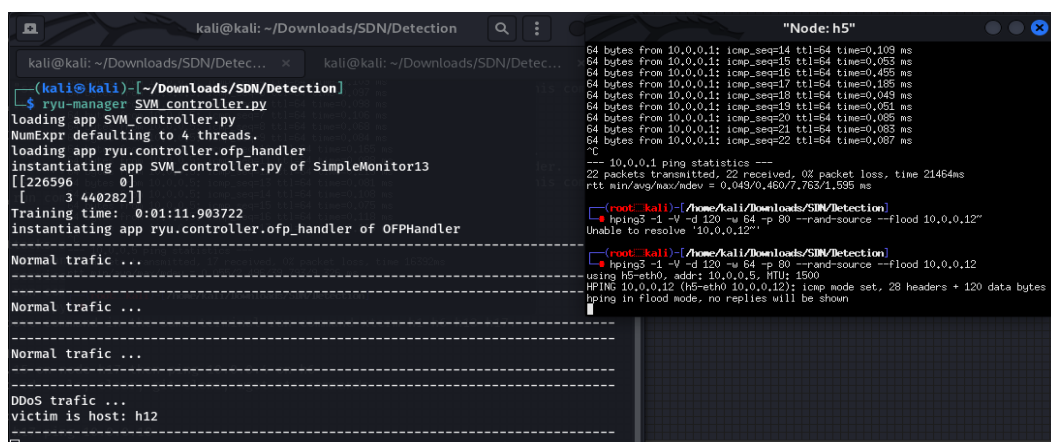 kali@kali: ~/Downloads/SDN/Detection
kali@kali: ~/Downloads/SDN/Detec...
kali@kali: ~/Downloads/SDN/Detec...
(kali㉿kali)-[~/Downloads/SDN/Detection]
$ ryu-manager SVM_controller.py
loading app SVM_controller.py
NumExpr defaulting to 4 threads.
loading app ryu.controller.ofp_handler
instantiating app SVM_controller.py of SimpleMonitor13
[[226596      0]
 [     3 440282]]
Training time:  0:01:11.903722
instantiating app ryu.controller.ofp_handler of OFPHandler
Normal trafic ...
Normal trafic ...
Normal trafic ...
DDoS trafic ...
victim is host: h12
"Node: h5"
64 bytes from 10.0.0.1: icmp_seq=14 ttl=64 time=0.109 ms
64 bytes from 10.0.0.1: icmp_seq=15 ttl=64 time=0.053 ms
64 bytes from 10.0.0.1: icmp_seq=16 ttl=64 time=0.455 ms
64 bytes from 10.0.0.1: icmp_seq=17 ttl=64 time=0.185 ms
64 bytes from 10.0.0.1: icmp_seq=18 ttl=64 time=0.049 ms
64 bytes from 10.0.0.1: icmp_seq=19 ttl=64 time=0.051 ms
64 bytes from 10.0.0.1: icmp_seq=20 ttl=64 time=0.085 ms
64 bytes from 10.0.0.1: icmp_seq=21 ttl=64 time=0.083 ms
64 bytes from 10.0.0.1: icmp_seq=22 ttl=64 time=0.087 ms
^C
--- 10.0.0.1 ping statistics ---
22 packets transmitted, 22 received, 0% packet loss, time 21464ms
rtt min/avg/max/mdev = 0.049/0.460/7.763/1.595 ms
(root kali)-[/home/kali/Downloads/SDN/Detection]
hping3 -1 -V -d 120 -w 64 -p 80 --rand-source --flood 10.0.0.12~
Unable to resolve '10.0.0.12~'
(root kali)-[/home/kali/Downloads/SDN/Detection]
hping3 -1 -V -d 120 -w 64 -p 80 --rand-source --flood 10.0.0.12
using h5-eth0, addr: 10.0.0.5, MTU: 1500
HPING 10.0.0.12 (h5-eth0 10.0.0.12): icmp mode set, 28 headers + 120 data bytes
hping in flood mode, no replies will be shown